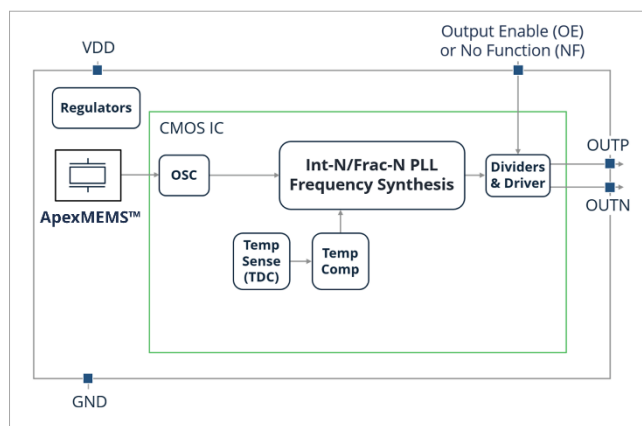 VDD
Output Enable (OE)
or No Function (NF)
Regulators
CMOS IC
OUTP
OSC
Int-N/Frac-N PLL
Frequency Synthesis
Dividers
& Driver
ApexMEMS™
OUTN
Temp
Sense
(TDC)
Temp
Comp
GND